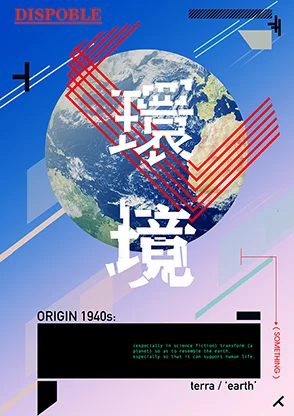 DISPOBLE
環
境
( SOMETHING )
ORIGIN 1940s:
(especially in science fiction) transform (a
planet) so as to resemble the earth,
especially so that it can support human life.
terra / ‘earth’